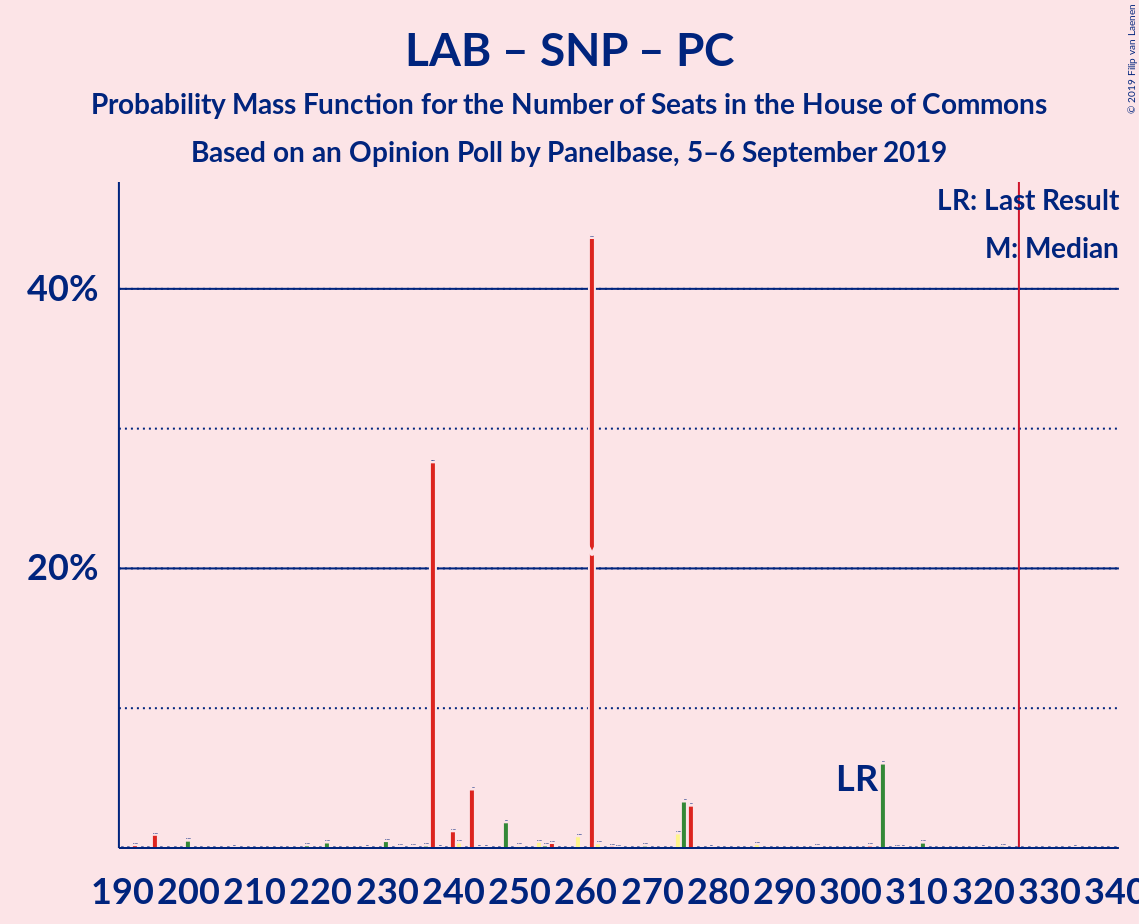 LAB – SNP – PC
Probability Mass Function for the Number of Seats in the House of Commons
Based on an Opinion Poll by Panelbase, 5–6 September 2019
© 2019 Filip van Laenen
LR: Last Result
M: Median
40%
20%
LR
190 200 210 220 230 240 250 260 270 280 290 300 310 320 330 340